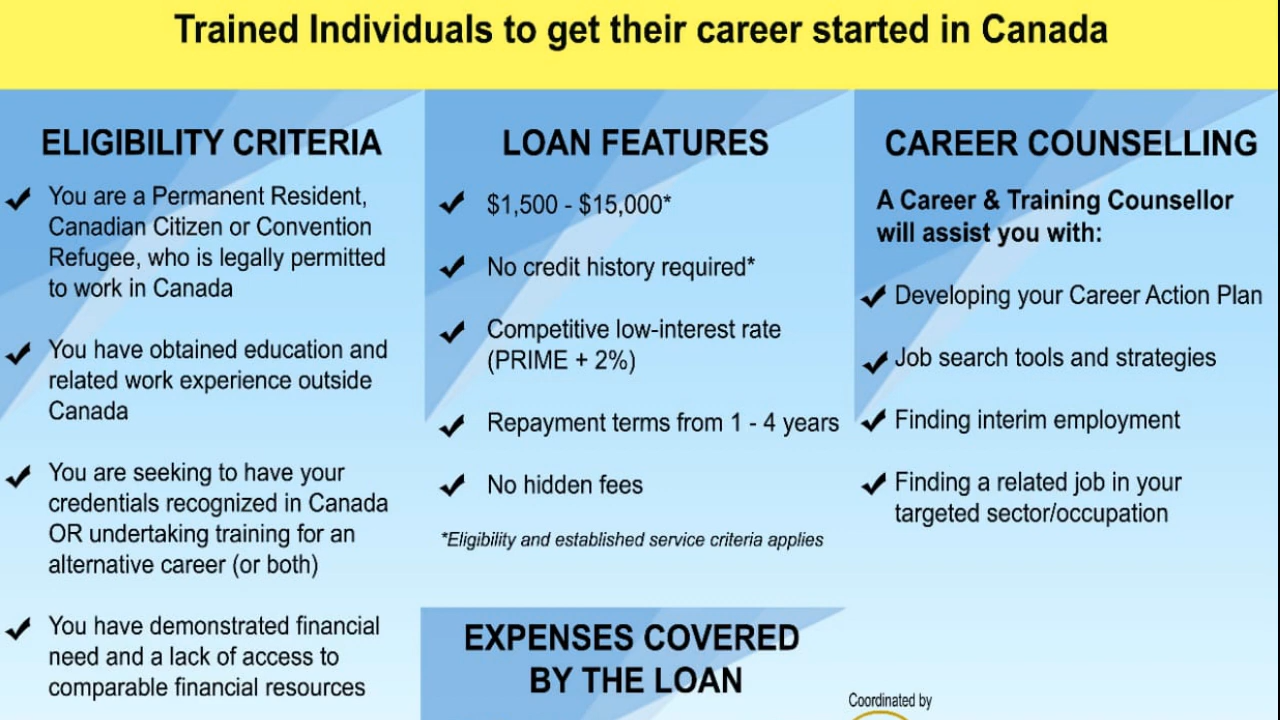 Trained Individuals to get their career started in Canada
ELIGIBILITY CRITERIA
You are a Permanent Resident,
Canadian Citizen or Convention
Refugee, who is legally permitted
to work in Canada
You have obtained education and
related work experience outside
Canada
You are seeking to have your
credentials recognized in Canada
OR undertaking training for an
alternative career (or both)
You have demonstrated financial
need and a lack of access to
comparable financial resources
LOAN FEATURES
$1,500 - $15,000*
No credit history required*
Competitive low-interest rate
(PRIME + 2%)
Repayment terms from 1 - 4 years
No hidden fees
*Eligibility and established service criteria applies
EXPENSES COVERED
BY THE LOAN
CAREER COUNSELLING
A Career & Training Counsellor
will assist you with:
Developing your Career Action Plan
Job search tools and strategies
Finding interim employment
Finding a related job in your
targeted sector/occupation
Coordinated by